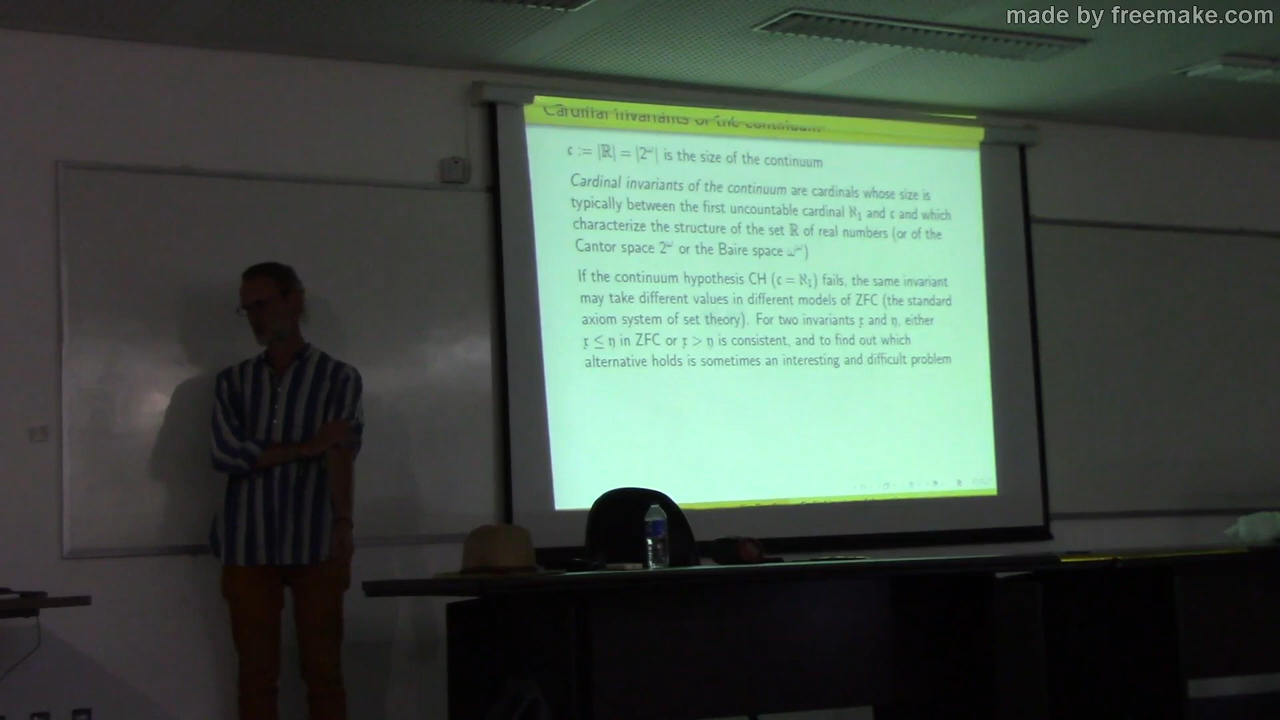 made by freemake.com
Cardinal invariants of the continuum
𝔠 := |ℝ| = |2^ω| is the size of the continuum
Cardinal invariants of the continuum are cardinals whose size is
typically between the first uncountable cardinal ℵ₁ and 𝔠 and which
characterize the structure of the set ℝ of real numbers (or of the
Cantor space 2^ω or the Baire space ω^ω)
If the continuum hypothesis CH (𝔠 = ℵ₁) fails, the same invariant
may take different values in different models of ZFC (the standard
axiom system of set theory). For two invariants 𝔵 and 𝔶, either
𝔵 ≤ 𝔶 in ZFC or 𝔵 > 𝔶 is consistent, and to find out which
alternative holds is sometimes an interesting and difficult problem